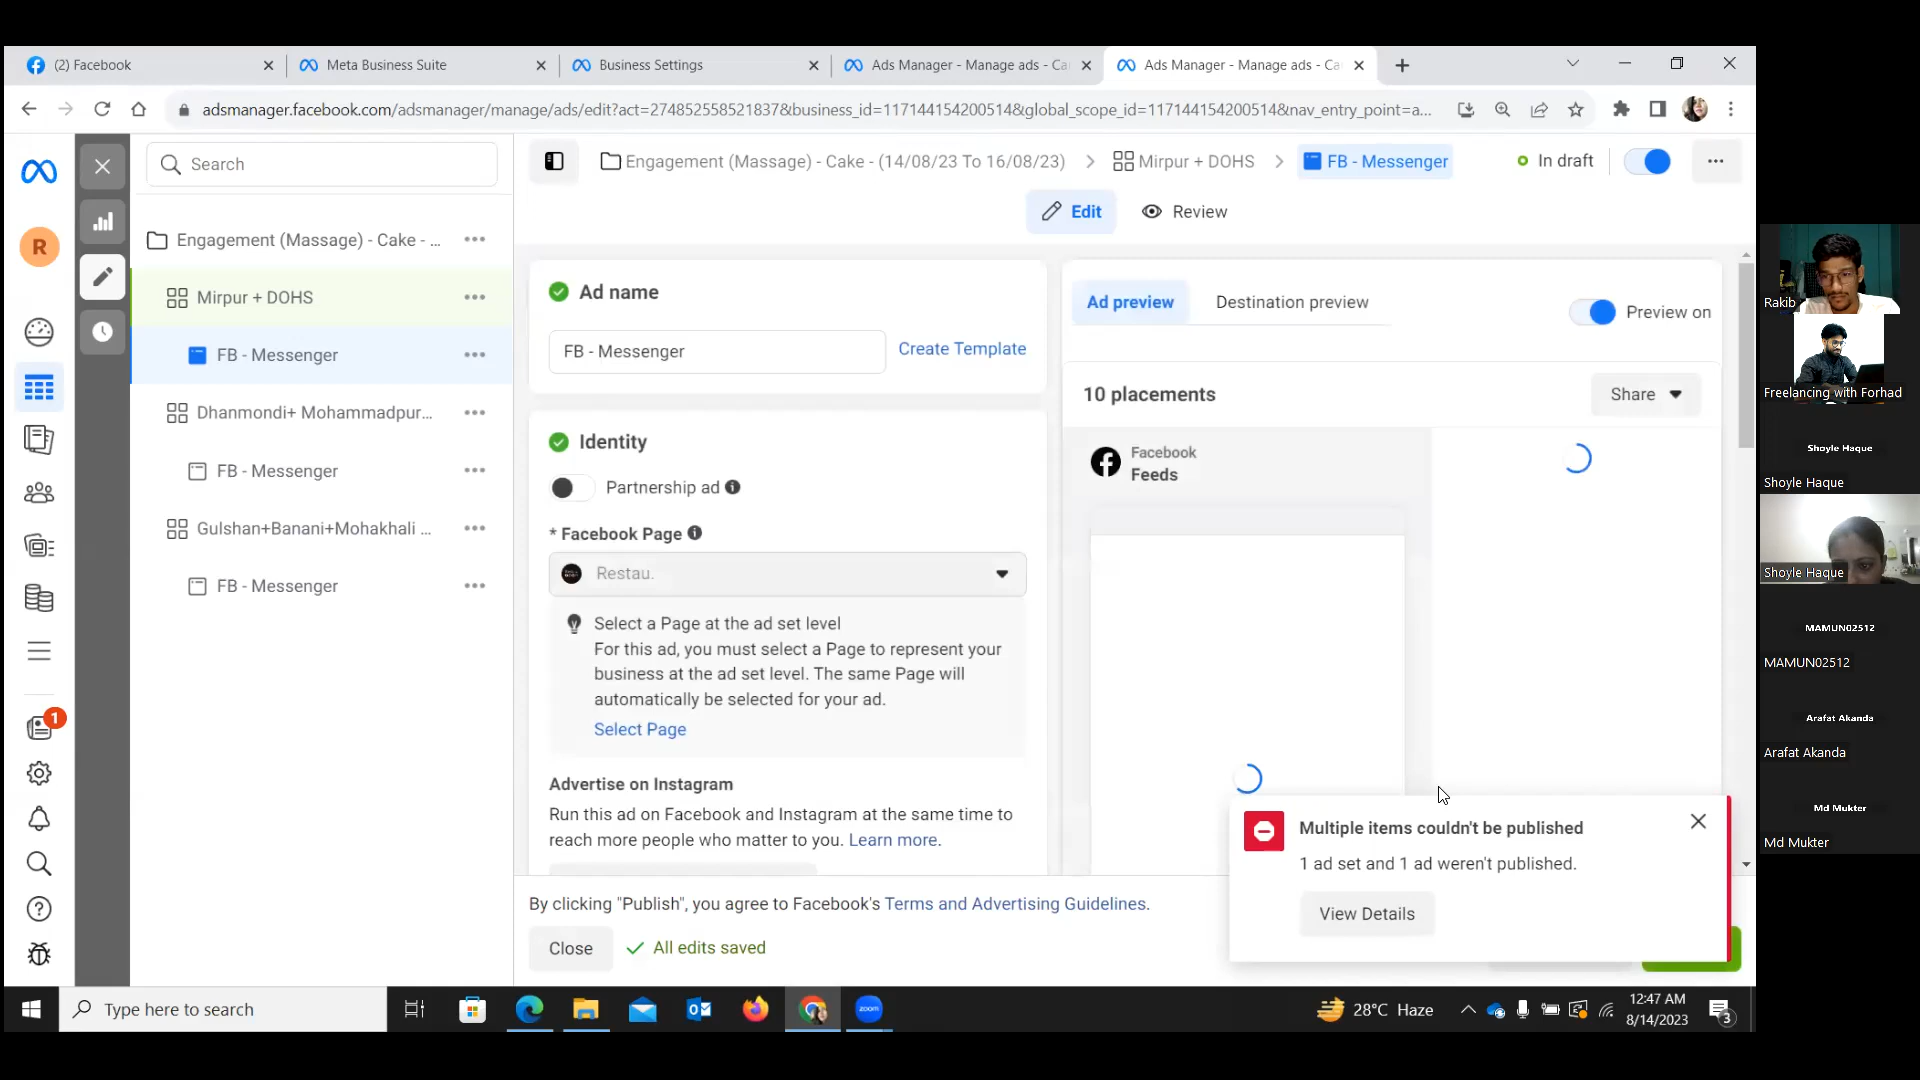 (2) Facebook
Meta Business Suite
Business Settings
Ads Manager - Manage ads - Ca
Ads Manager - Manage ads - Ca
adsmanager.facebook.com/adsmanager/manage/ads/edit?act=274852558521837&business_id=117144154200514&global_scope_id=117144154200514&nav_entry_point=a...
Search
Engagement (Massage) - Cake - (14/08/23 To 16/08/23)
Mirpur + DOHS
FB - Messenger
In draft
Edit
Review
R
Engagement (Massage) - Cake - ...
Mirpur + DOHS
FB - Messenger
Dhanmondi+ Mohammadpur...
FB - Messenger
Gulshan+Banani+Mohakhali ...
FB - Messenger
1
Ad name
FB - Messenger
Create Template
Identity
Partnership ad
* Facebook Page
Restau.
Select a Page at the ad set level
For this ad, you must select a Page to represent your
business at the ad set level. The same Page will
automatically be selected for your ad.
Select Page
Advertise on Instagram
Run this ad on Facebook and Instagram at the same time to
reach more people who matter to you. Learn more.
Ad preview
Destination preview
Preview on
10 placements
Share
Facebook
Feeds
Multiple items couldn't be published
1 ad set and 1 ad weren't published.
View Details
By clicking "Publish", you agree to Facebook's Terms and Advertising Guidelines.
Close
All edits saved
Type here to search
zoom
28°C Haze
12:47 AM
8/14/2023
3
Rakib
Freelancing with Forhad
Shoyle Haque
Shoyle Haque
Shoyle Haque
MAMUN02512
MAMUN02512
Arafat Akanda
Arafat Akanda
Md Mukter
Md Mukter